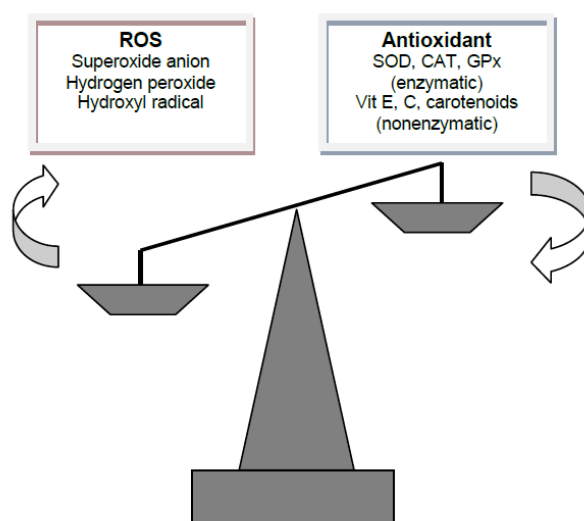 ROS
Superoxide anion
Hydrogen peroxide
Hydroxyl radical
Antioxidant
SOD, CAT, GPx
(enzymatic)
Vit E, C, carotenoids
(nonenzymatic)